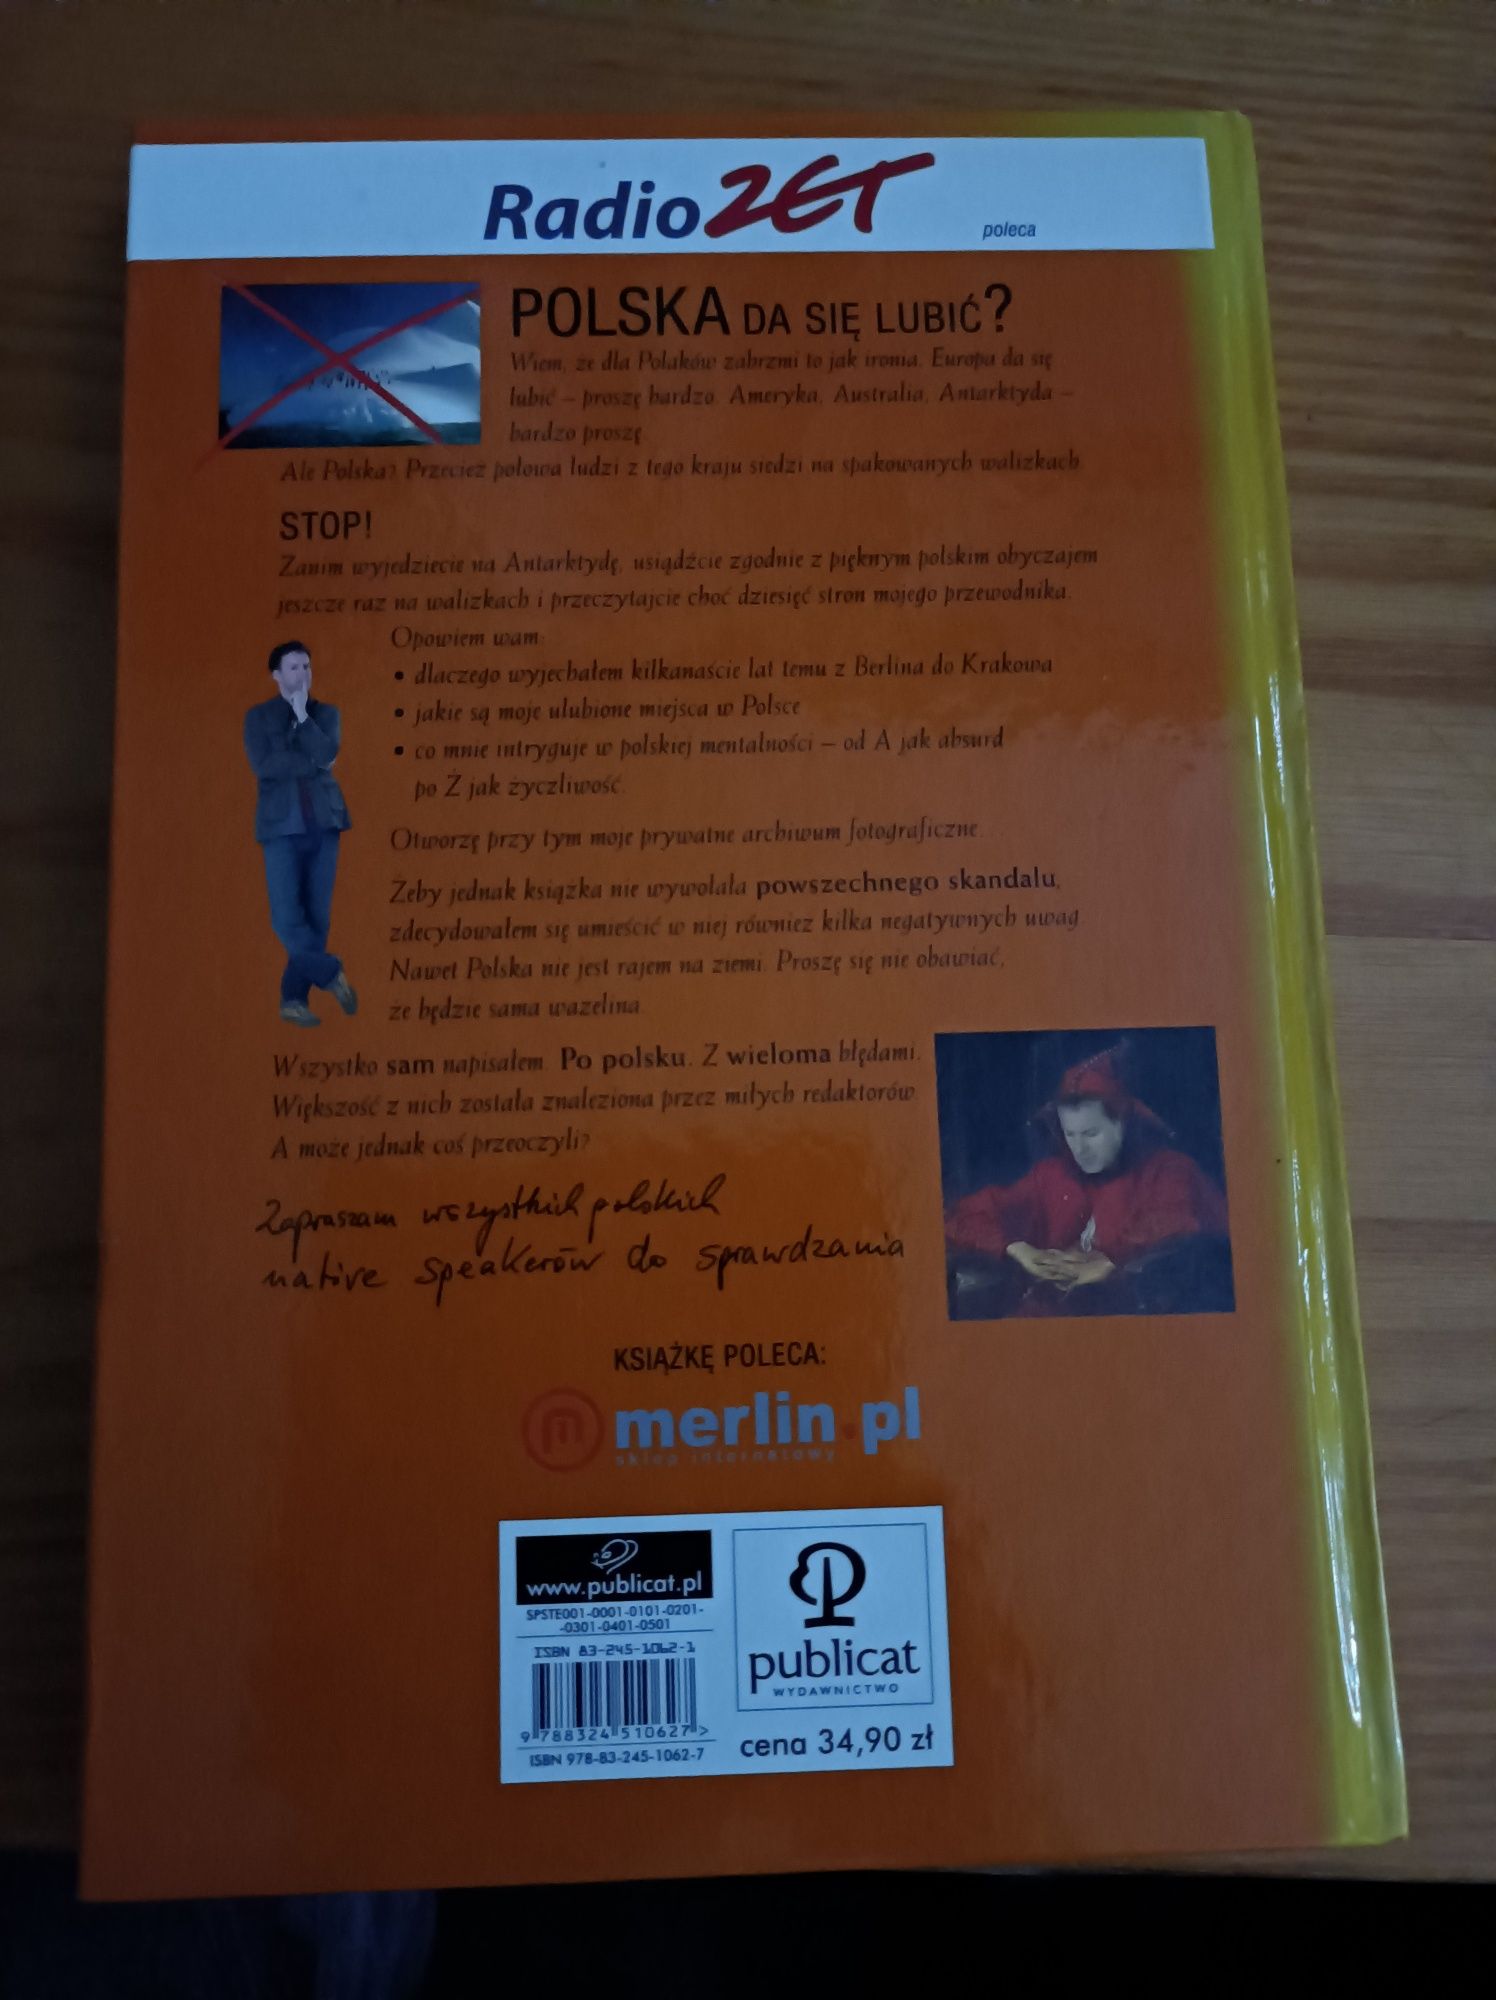 Radio ZET
poleca
POLSKA DA SIĘ LUBIĆ?
Wiem, że dla Polaków zabrzmi to jak ironia. Europa da się
lubić – proszę bardzo. Ameryka, Australia, Antarktyda –
bardzo proszę.
Ale Polska? Przecież połowa ludzi z tego kraju siedzi na spakowanych walizkach.
STOP!
Zanim wyjedziecie na Antarktydę, usiądźcie zgodnie z pięknym polskim obyczajem
jeszcze raz na walizkach i przeczytajcie choć dziesięć stron mojego przewodnika.
Opowiem wam:
• dlaczego wyjechałem kilkanaście lat temu z Berlina do Krakowa
• jakie są moje ulubione miejsca w Polsce
• co mnie intryguje w polskiej mentalności – od A jak absurd
po Ż jak życzliwość.
Otworzę przy tym moje prywatne archiwum fotograficzne.
Żeby jednak książka nie wywołała powszechnego skandalu,
zdecydowałem się umieścić w niej również kilka negatywnych uwag.
Nawet Polska nie jest rajem na ziemi. Proszę się nie obawiać,
że będzie sama wazelina.
Wszystko sam napisałem. Po polsku. Z wieloma błędami.
Większość z nich została znaleziona przez miłych redaktorów.
A może jednak coś przeoczyli?
Zapraszam wszystkich polskich
native speakerów do sprawdzania
KSIĄŻKĘ POLECA:
merlin.pl
sklep internetowy
www.publicat.pl
SPSTE001-0001-0101-0201-
-0301-0401-0501
ISBN 83-245-1062-1
9 788324 510627 >
ISBN 978-83-245-1062-7
publicat
WYDAWNICTWO
cena 34,90 zł